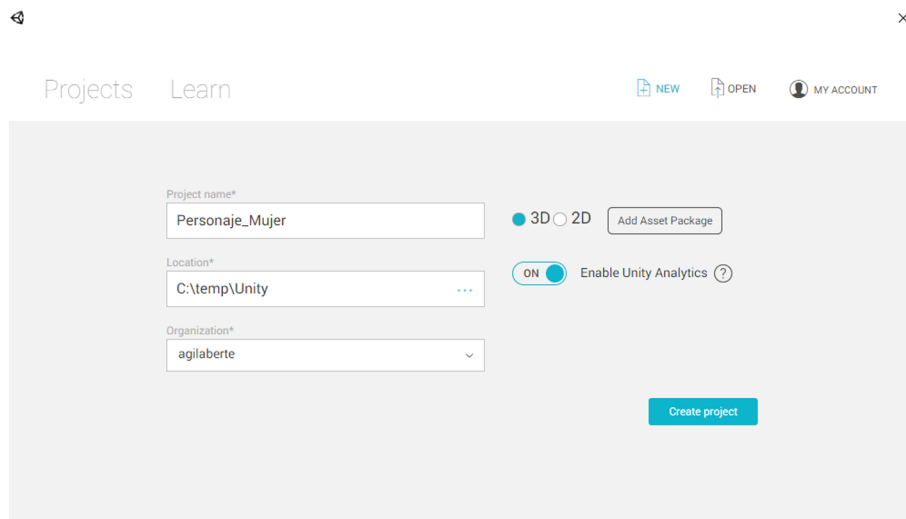 Projects Learn NEW OPEN MY ACCOUNT
Project name*
Personaje_Mujer
3D 2D Add Asset Package
Location*
C:\temp\Unity ...
ON Enable Unity Analytics ?
Organization*
agilaberte
Create project